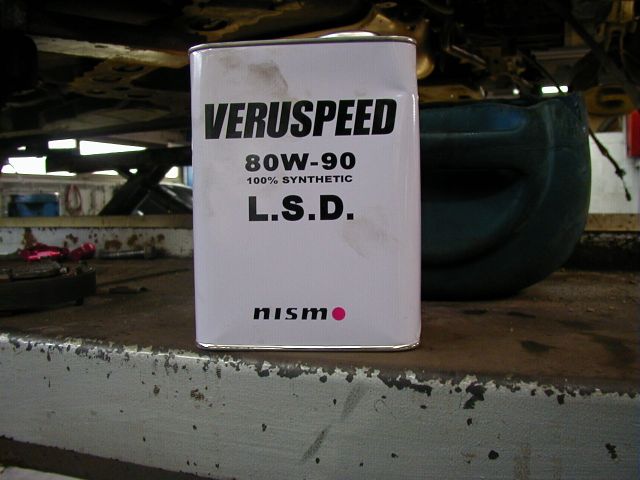 VERUSPEED
80W-90
100% SYNTHETIC
L.S.D.
nismo